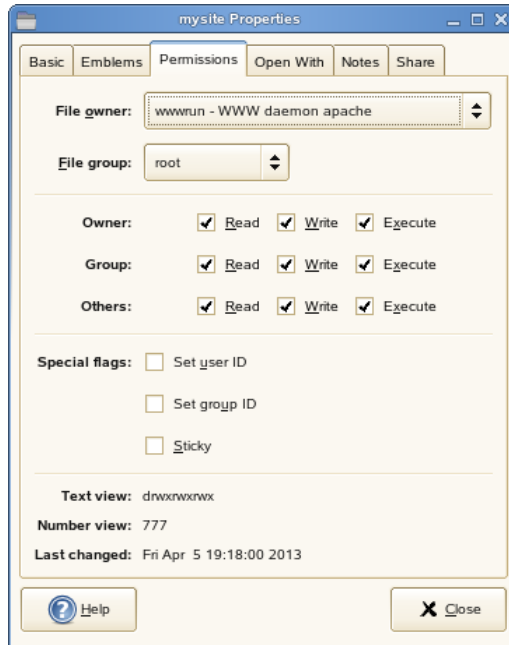 mysite Properties
Basic Emblems Permissions Open With Notes Share
File owner: wwwrun - WWW daemon apache
File group: root
Owner: Read Write Execute
Group: Read Write Execute
Others: Read Write Execute
Special flags: Set user ID
Set group ID
Sticky
Text view: drwxrwxrwx
Number view: 777
Last changed: Fri Apr 5 19:18:00 2013
Help Close